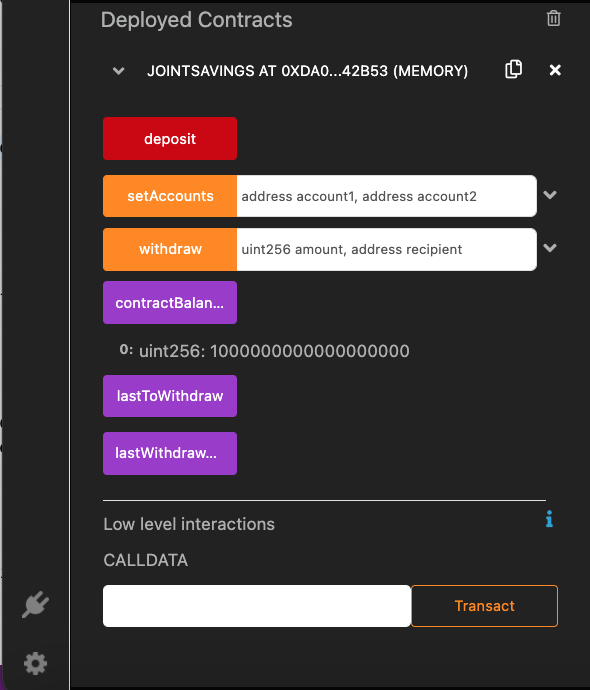 Deployed Contracts
JOINTSAVINGS AT 0XDA0...42B53 (MEMORY)
deposit
setAccounts address account1, address account2
withdraw uint256 amount, address recipient
contractBalan...
0: uint256: 1000000000000000000
lastToWithdraw
lastWithdraw...
Low level interactions
CALLDATA
Transact